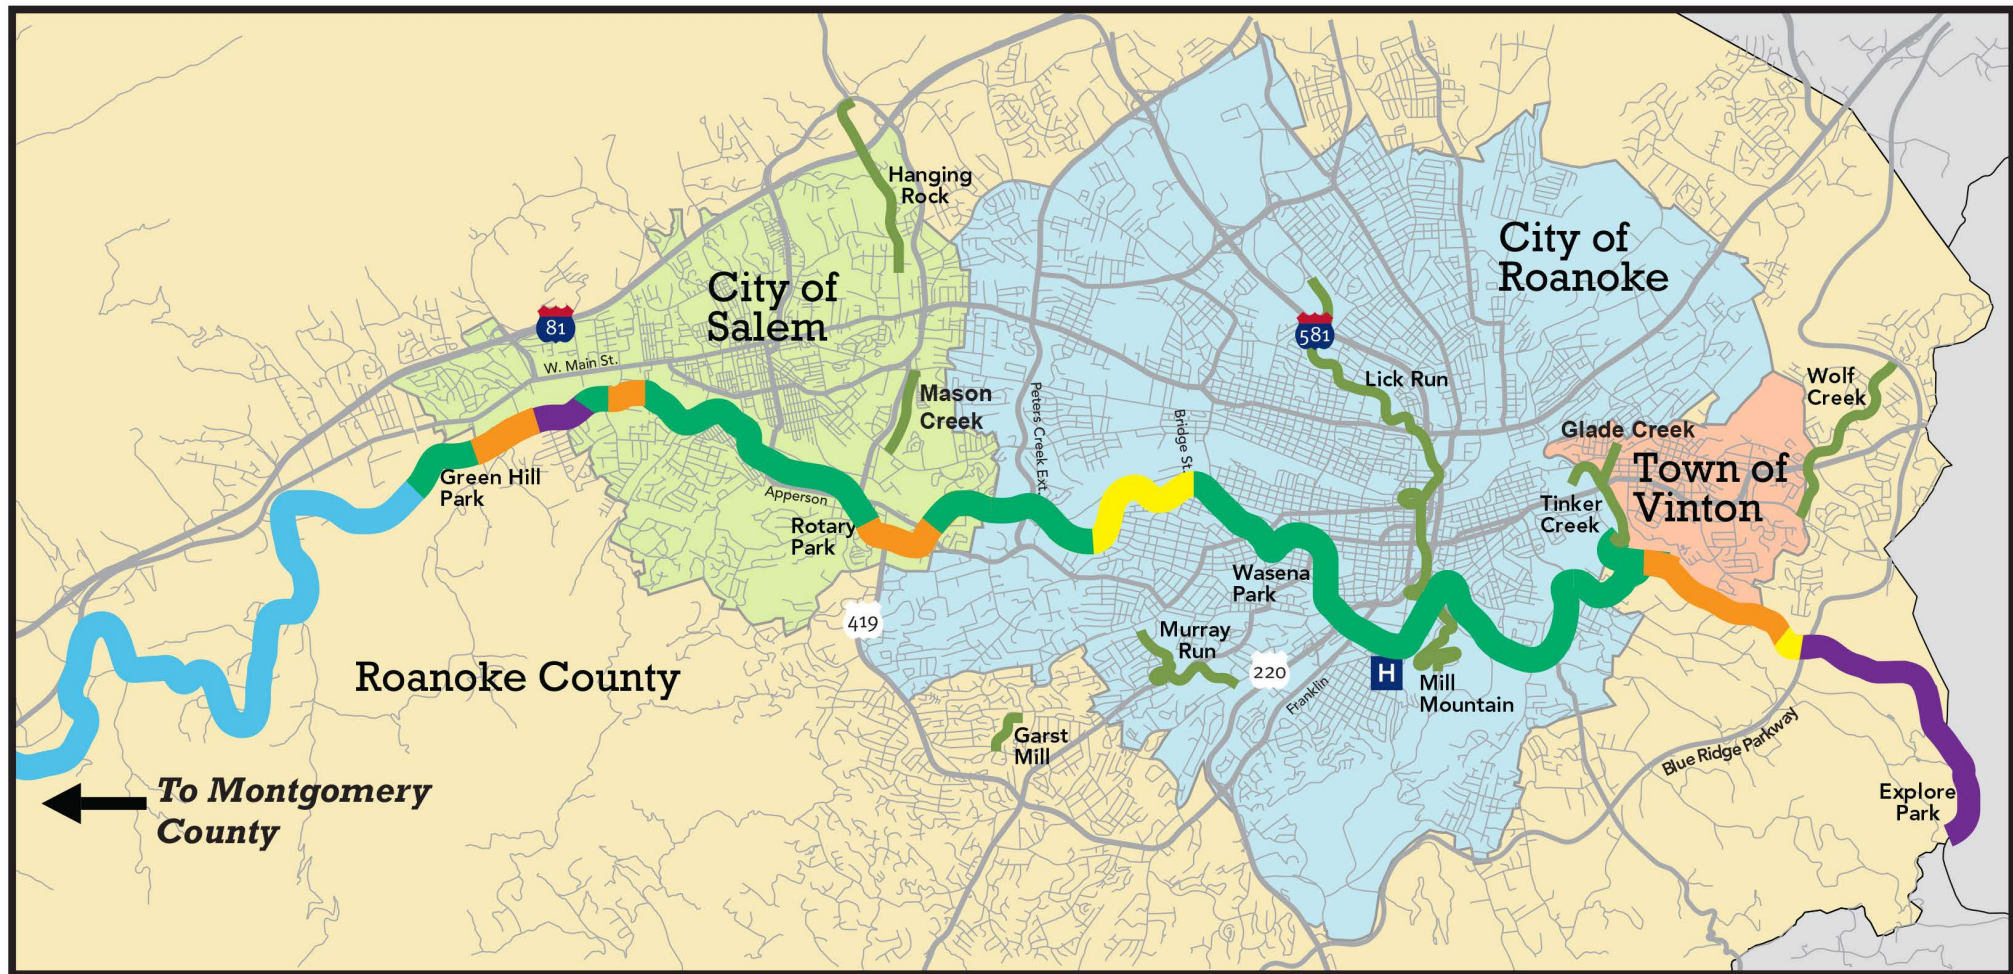 Hanging
Rock
City of
Salem
City of
Roanoke
81
W. Main St.
581
Lick Run
Mason
Creek
Peters Creek Ext.
Bridge St.
Wolf
Creek
Glade Creek
Town of
Vinton
Green Hill
Park
Apperson
Rotary
Park
Tinker
Creek
Wasena
Park
419
Murray
Run
220
H
Mill
Mountain
Franklin
Roanoke County
Garst
Mill
Blue Ridge Parkway
To Montgomery
County
Explore
Park